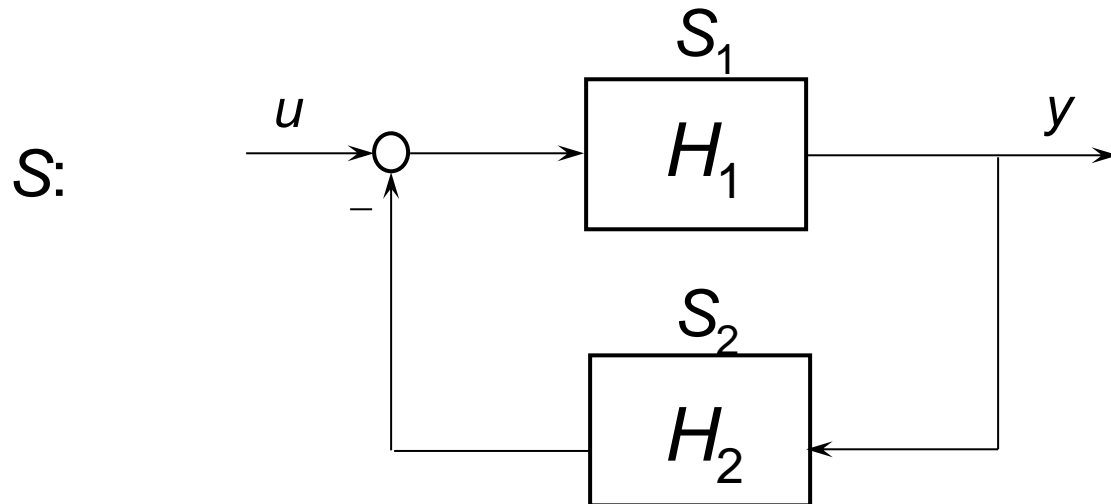 S₁
u
y
S:
H₁
–
S₂
H₂